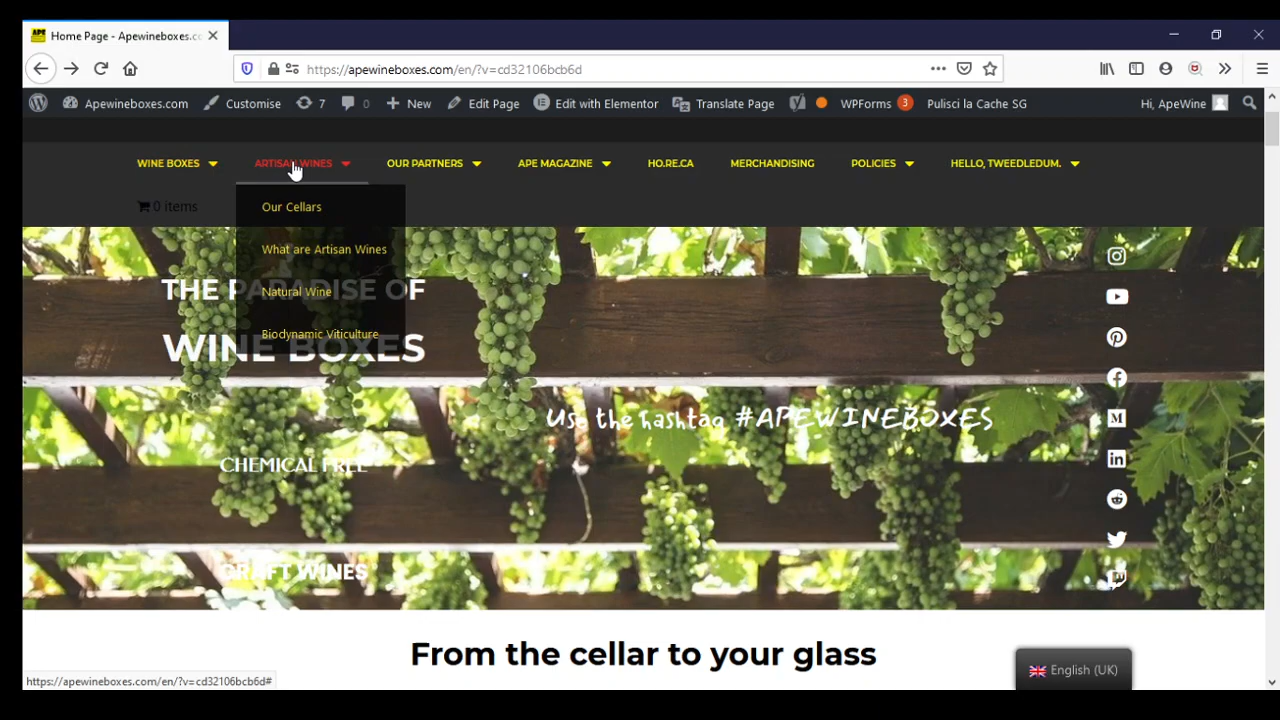 Home Page - Apewineboxes.c
https://apewineboxes.com/en/?v=cd32106bcb6d
Apewineboxes.com Customise 7 0 New Edit Page Edit with Elementor Translate Page WPForms 3 Pulisci la Cache SG Hi, ApeWine
WINE BOXES ARTISAN WINES OUR PARTNERS APE MAGAZINE HO.RE.CA MERCHANDISING POLICIES HELLO, TWEEDLEDUM.
0 items
Our Cellars
What are Artisan Wines
Natural Wine
Biodynamic Viticulture
THE PARADISE OF
WINE BOXES
Use the hashtag #APEWINEBOXES
CHEMICAL FREE
CRAFT WINES
From the cellar to your glass
English (UK)
https://apewineboxes.com/en/?v=cd32106bcb6d#